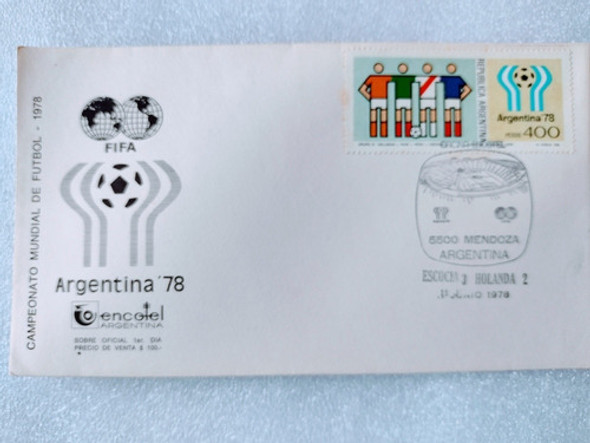 CAMPEONATO MUNDIAL DE FUTBOL - 1978
FIFA
Argentina '78
encotel
ARGENTINA
SOBRE OFICIAL 1er. DIA
PRECIO DE VENTA $ 100.-
REPUBLICA ARGENTINA
Argentina '78
PESOS 400
5500 MENDOZA
ARGENTINA
ESCOCIA 3 HOLANDA 2
JUNIO 1978